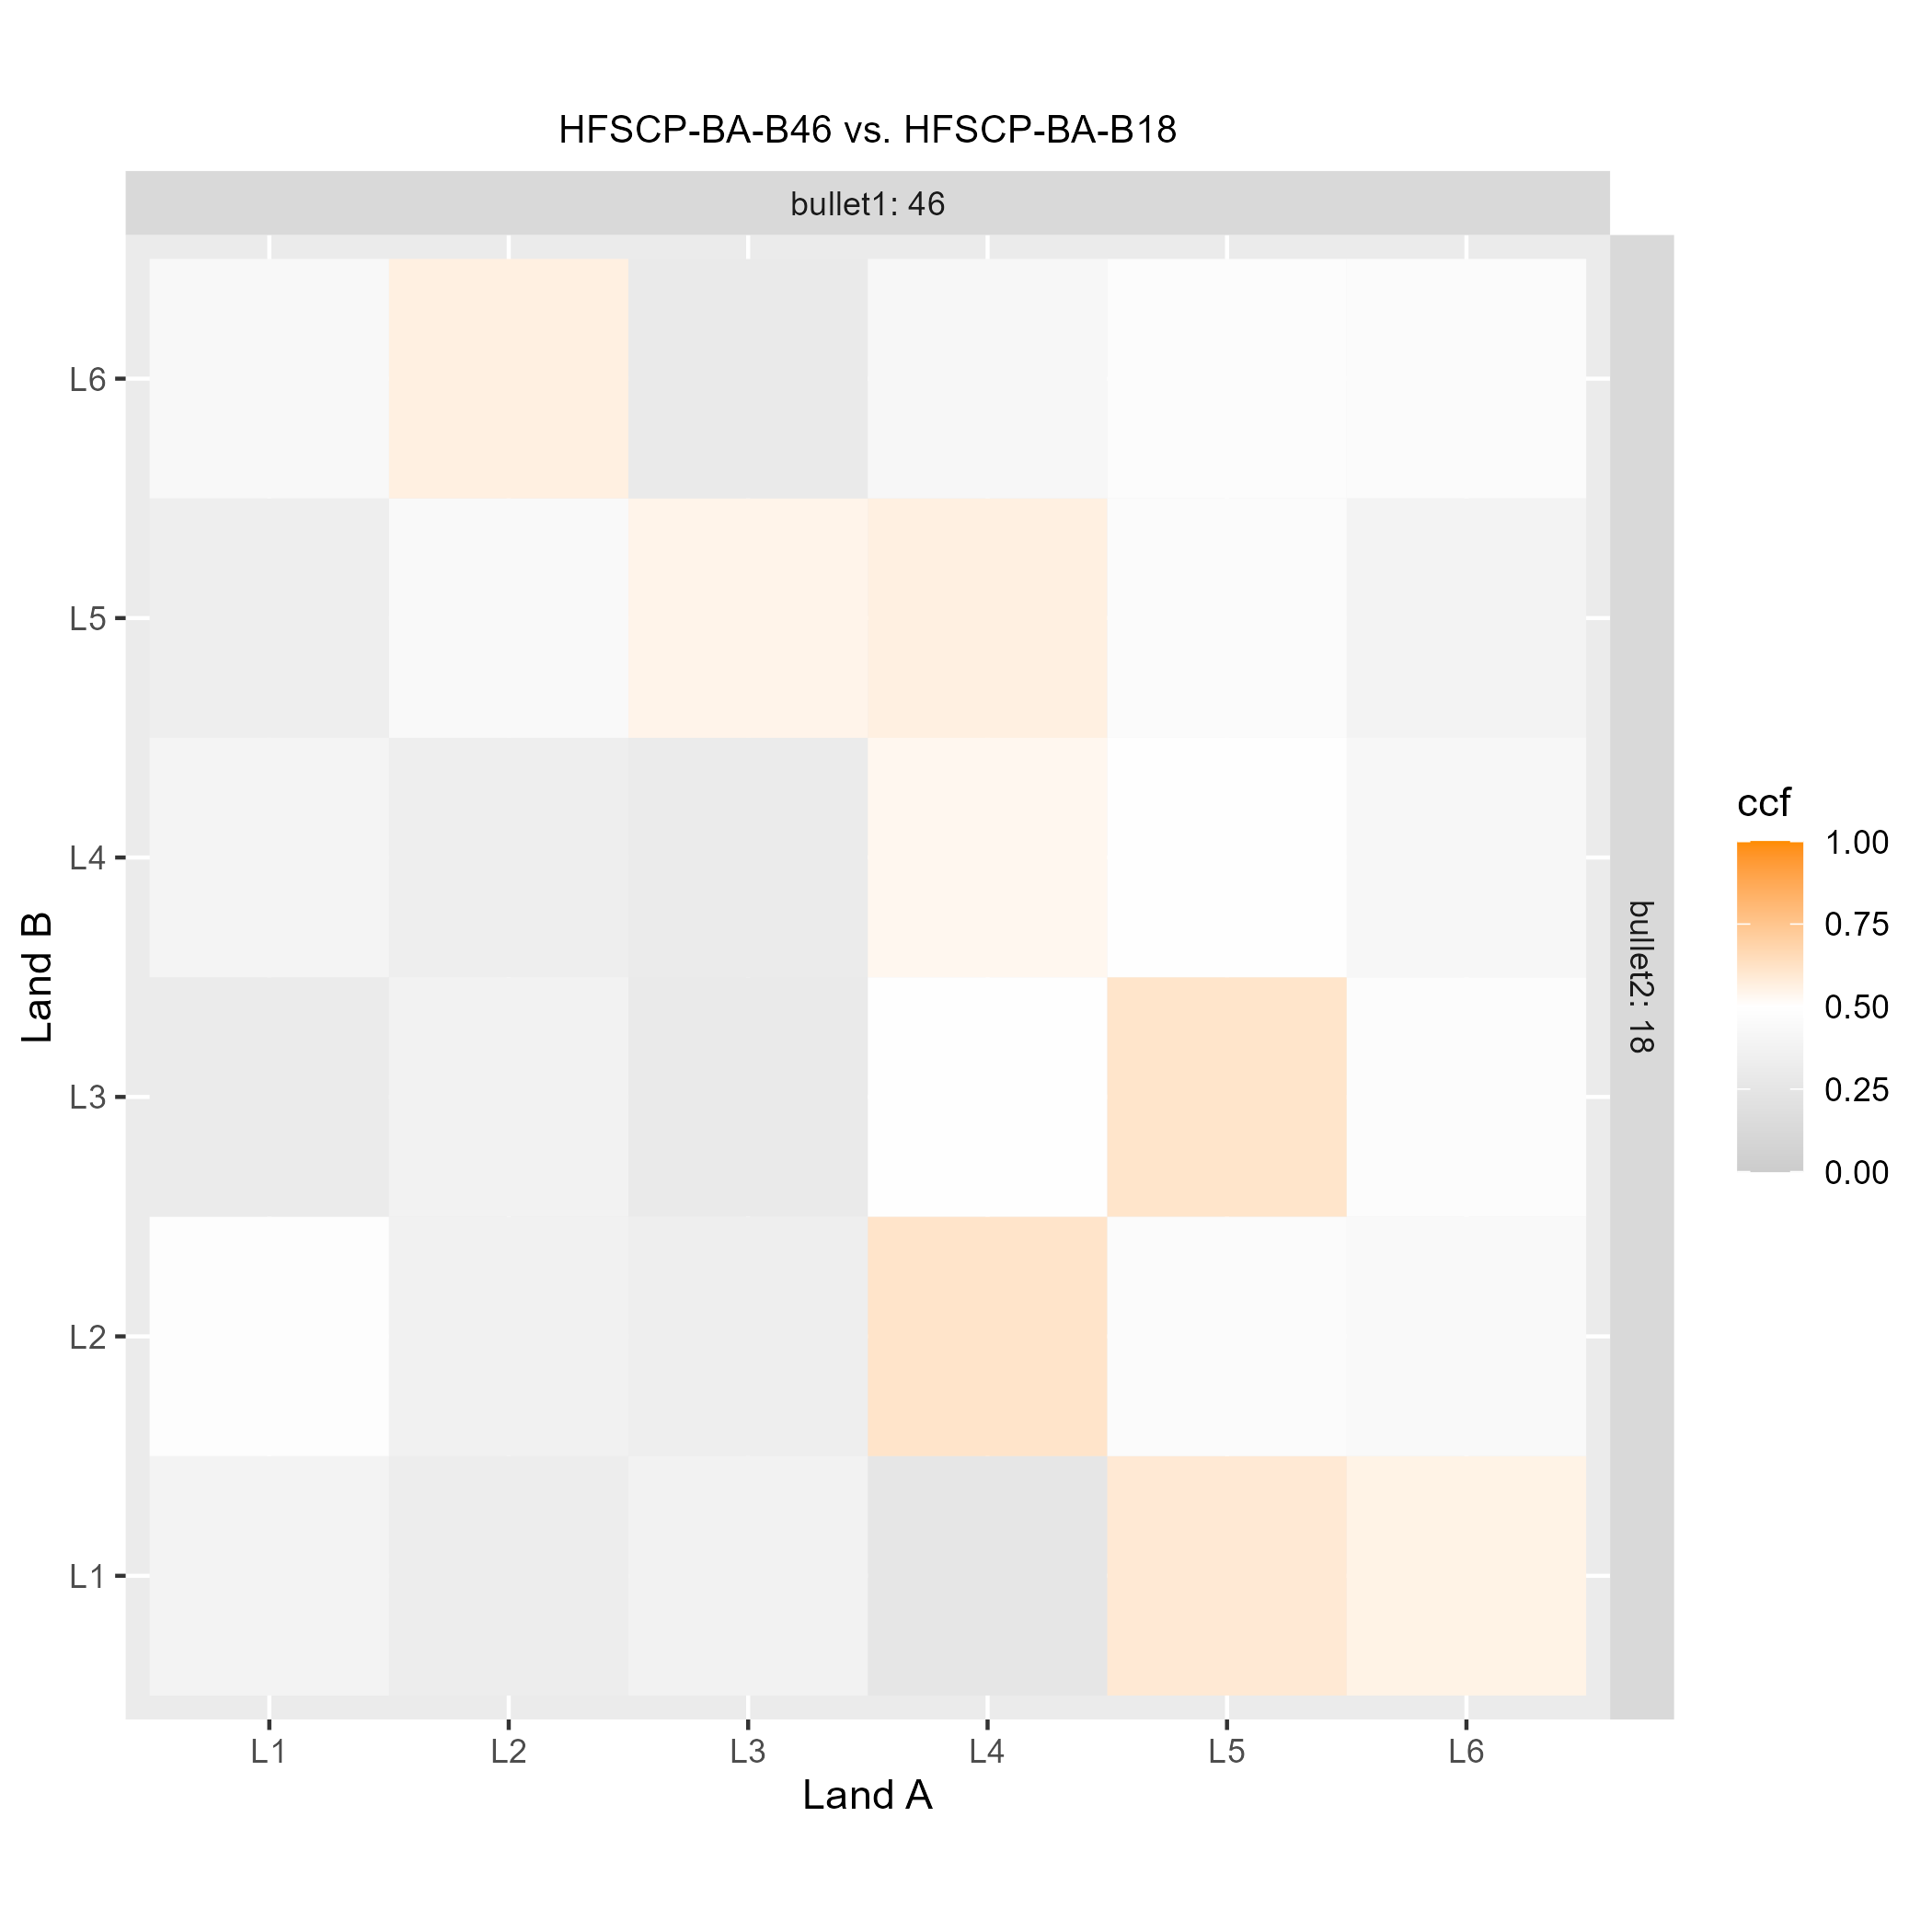 HFSCP-BA-B46 vs. HFSCP-BA-B18
bullet1: 46
L6
L5
L4
L3
L2
L1
Land B
bullet2: 18
L1 L2 L3 L4 L5 L6
Land A
ccf
1.00
0.75
0.50
0.25
0.00